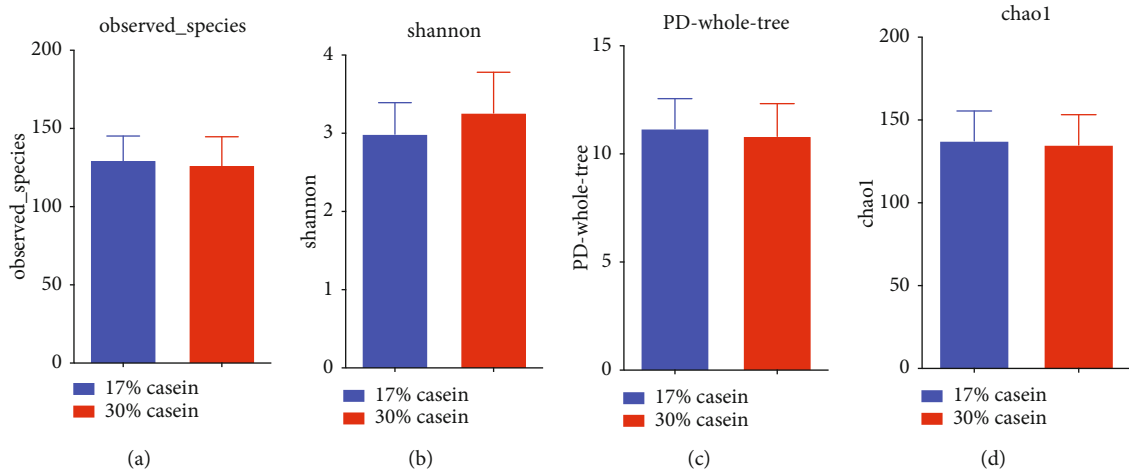 observed_species
200
150
100
50
0
observed_species
17% casein
30% casein
(a)
shannon
4
3
2
1
0
shannon
17% casein
30% casein
(b)
PD-whole-tree
15
10
5
0
PD-whole-tree
17% casein
30% casein
(c)
chao1
200
150
100
50
0
chao1
17% casein
30% casein
(d)